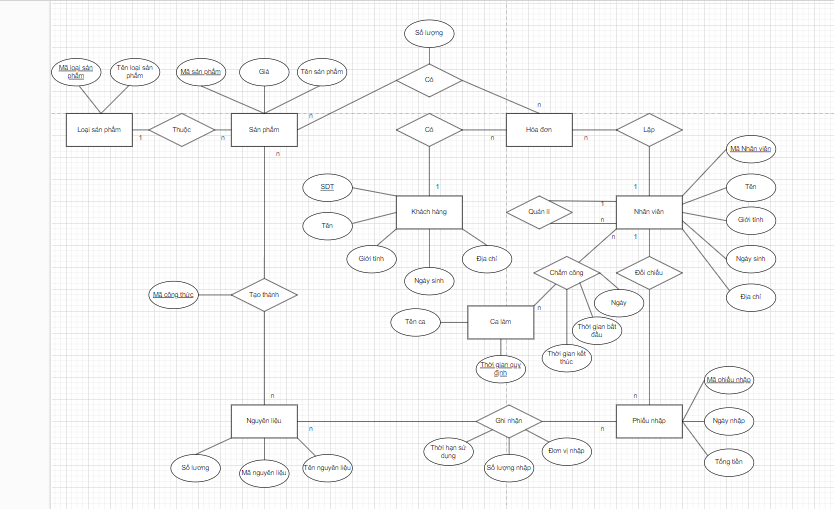 Số lượng
Mã loại sản
phẩm
Tên loại sản
phẩm
Mã sản phẩm
Giá
Tên sản phẩm
Có
n
n
Loại sản phẩm
1
Thuộc
n
Sản phẩm
n
Có
n
Hóa đơn
n
Lập
Mã Nhân viên
SDT
1
1
Tên
Khách hàng
Quản lí
1
n
Nhân viên
Tên
Giới tính
Giới tính
Ngày sinh
Địa chỉ
n
1
Ngày sinh
Địa chỉ
Mã công thức
Tạo thành
Chấm công
Đối chiếu
Ngày
n
Tên ca
Ca làm
Thời gian bắt
đầu
Thời gian kết
thúc
Thời gian quy
định
Mã phiếu nhập
n
n
Nguyên liệu
n
Ghi nhận
n
Phiếu nhập
Ngày nhập
Số lương
Mã nguyên liệu
Tên nguyên liệu
Thời hạn sử
dụng
Số lượng nhập
Đơn vị nhập
Tổng tiền